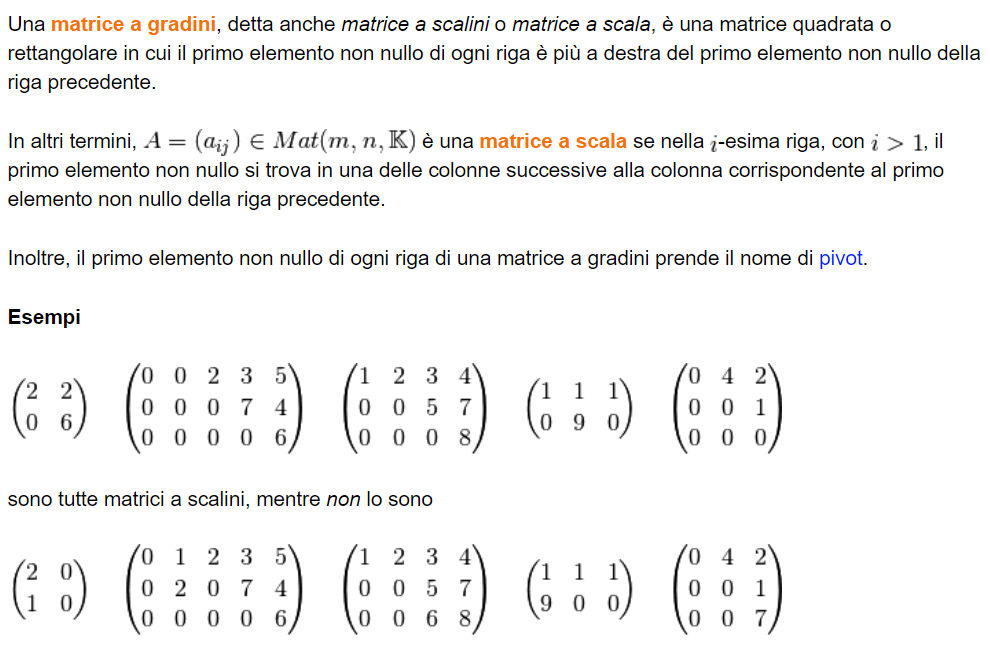 Una matrice a gradini, detta anche matrice a scalini o matrice a scala, è una matrice quadrata o
rettangolare in cui il primo elemento non nullo di ogni riga è più a destra del primo elemento non nullo della
riga precedente.
In altri termini, A = (a_{ij}) ∈ Mat(m, n, 𝕂) è una matrice a scala se nella i-esima riga, con i > 1, il
primo elemento non nullo si trova in una delle colonne successive alla colonna corrispondente al primo
elemento non nullo della riga precedente.
Inoltre, il primo elemento non nullo di ogni riga di una matrice a gradini prende il nome di pivot.
Esempi
(2 2
0 6)
(0 0 2 3 5
0 0 0 7 4
0 0 0 0 6)
(1 2 3 4
0 0 5 7
0 0 0 8)
(1 1 1
0 9 0)
(0 4 2
0 0 1
0 0 0)
sono tutte matrici a scalini, mentre non lo sono
(2 0
1 0)
(0 1 2 3 5
0 2 0 7 4
0 0 0 0 6)
(1 2 3 4
0 0 5 7
0 0 6 8)
(1 1 1
9 0 0)
(0 4 2
0 0 1
0 0 7)